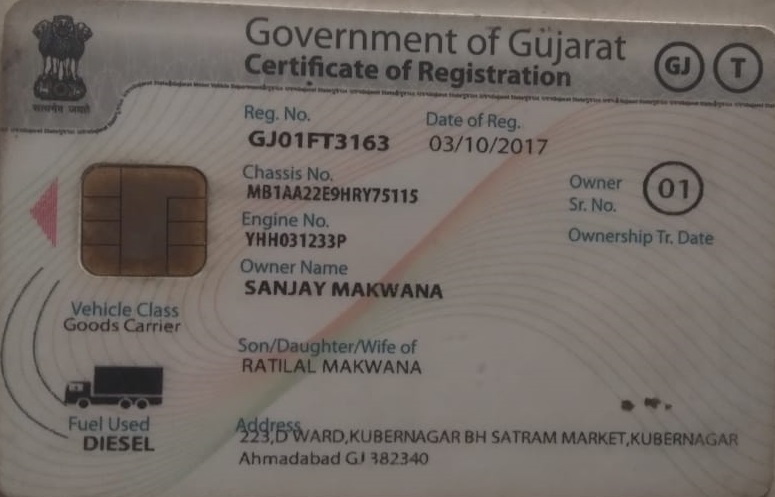 Government of Gujarat
Certificate of Registration
GJ
T
सत्यमेव जयते
Reg. No.
Date of Reg.
GJ01FT3163
03/10/2017
Chassis No.
MB1AA22E9HRY75115
Owner Sr. No.
01
Engine No.
YHH031233P
Ownership Tr. Date
Owner Name
SANJAY MAKWANA
Vehicle Class
Goods Carrier
Son/Daughter/Wife of
RATILAL MAKWANA
Fuel Used
DIESEL
Address
223,D WARD,KUBERNAGAR BH SATRAM MARKET,KUBERNAGAR
Ahmadabad GJ 382340